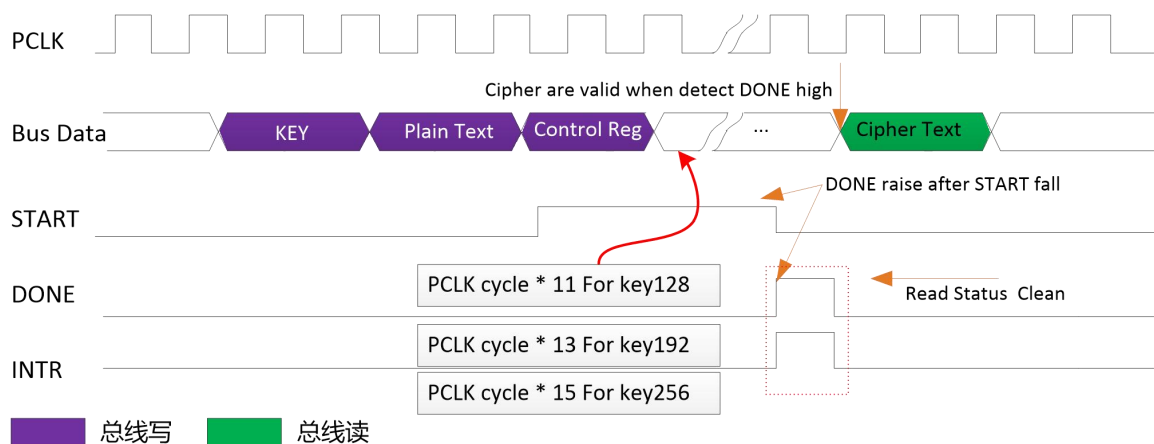 PCLK
Cipher are valid when detect DONE high
Bus Data
KEY
Plain Text
Control Reg
...
Cipher Text
DONE raise after START fall
START
PCLK cycle * 11 For key128
DONE
Read Status Clean
PCLK cycle * 13 For key192
INTR
PCLK cycle * 15 For key256
总线写
总线读